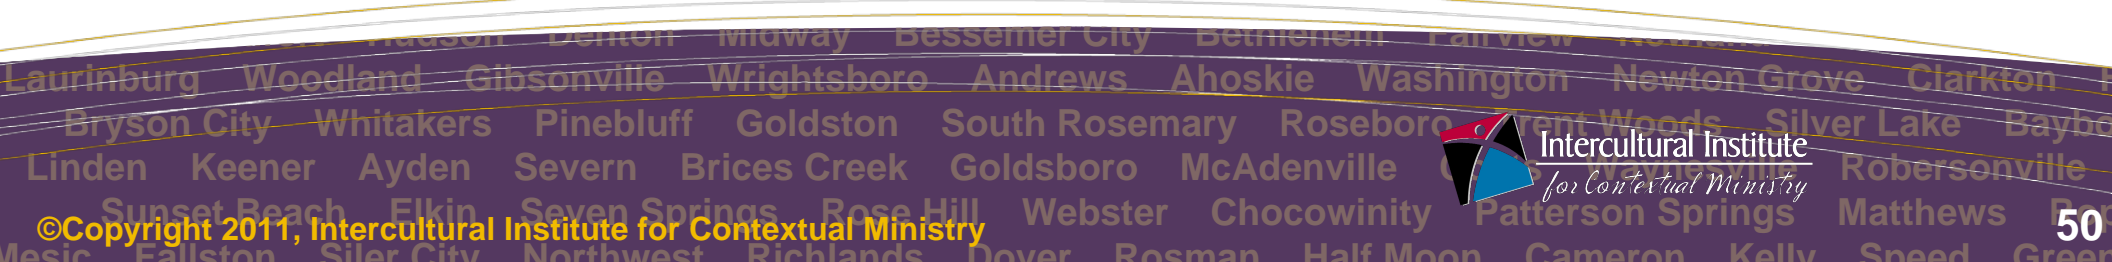 Hudson Denton Midway Bessemer City Bethlehem Fairview
Laurinburg Woodland Gibsonville Wrightsboro Andrews Ahoskie Washington Newton Grove Clarkton
Bryson City Whitakers Pinebluff Goldston South Rosemary Roseboro Trent Woods Silver Lake
Intercultural Institute
Linden Keener Ayden Severn Brices Creek Goldsboro McAdenville Waynesville Robersonville
for Contextual Ministry
Sunset Beach Elkin Seven Springs Rose Hill Webster Chocowinity Patterson Springs Matthews
©Copyright 2011, Intercultural Institute for Contextual Ministry
50
Mesic Fallston Siler City Northwest Richlands Dover Rosman Half Moon Cameron Kelly Speed